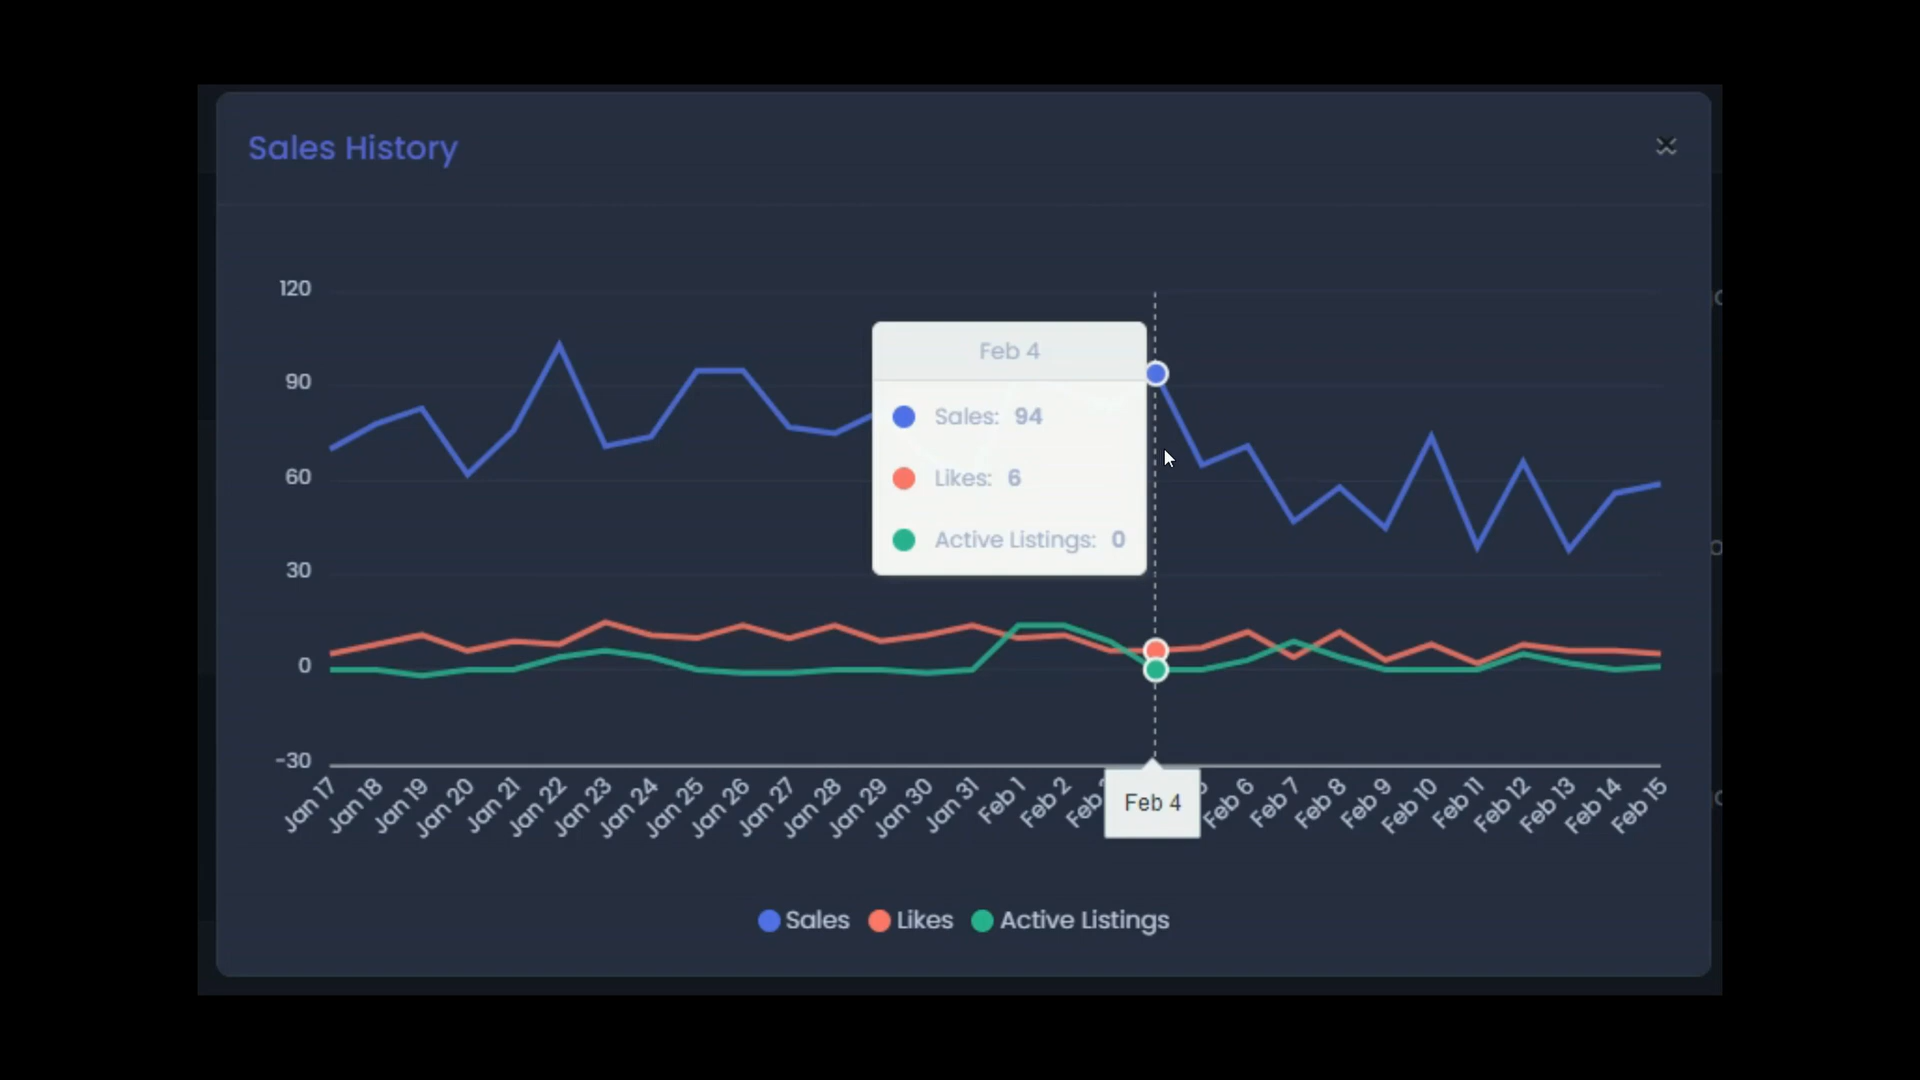 Sales History
120
90
60
30
0
-30
Feb 4
Sales: 94
Likes: 6
Active Listings: 0
Jan 17
Jan 18
Jan 19
Jan 20
Jan 21
Jan 22
Jan 23
Jan 24
Jan 25
Jan 26
Jan 27
Jan 28
Jan 29
Jan 30
Jan 31
Feb 1
Feb 2
Feb
Feb 4
Feb 6
Feb 7
Feb 8
Feb 9
Feb 10
Feb 11
Feb 12
Feb 13
Feb 14
Feb 15
Sales Likes Active Listings